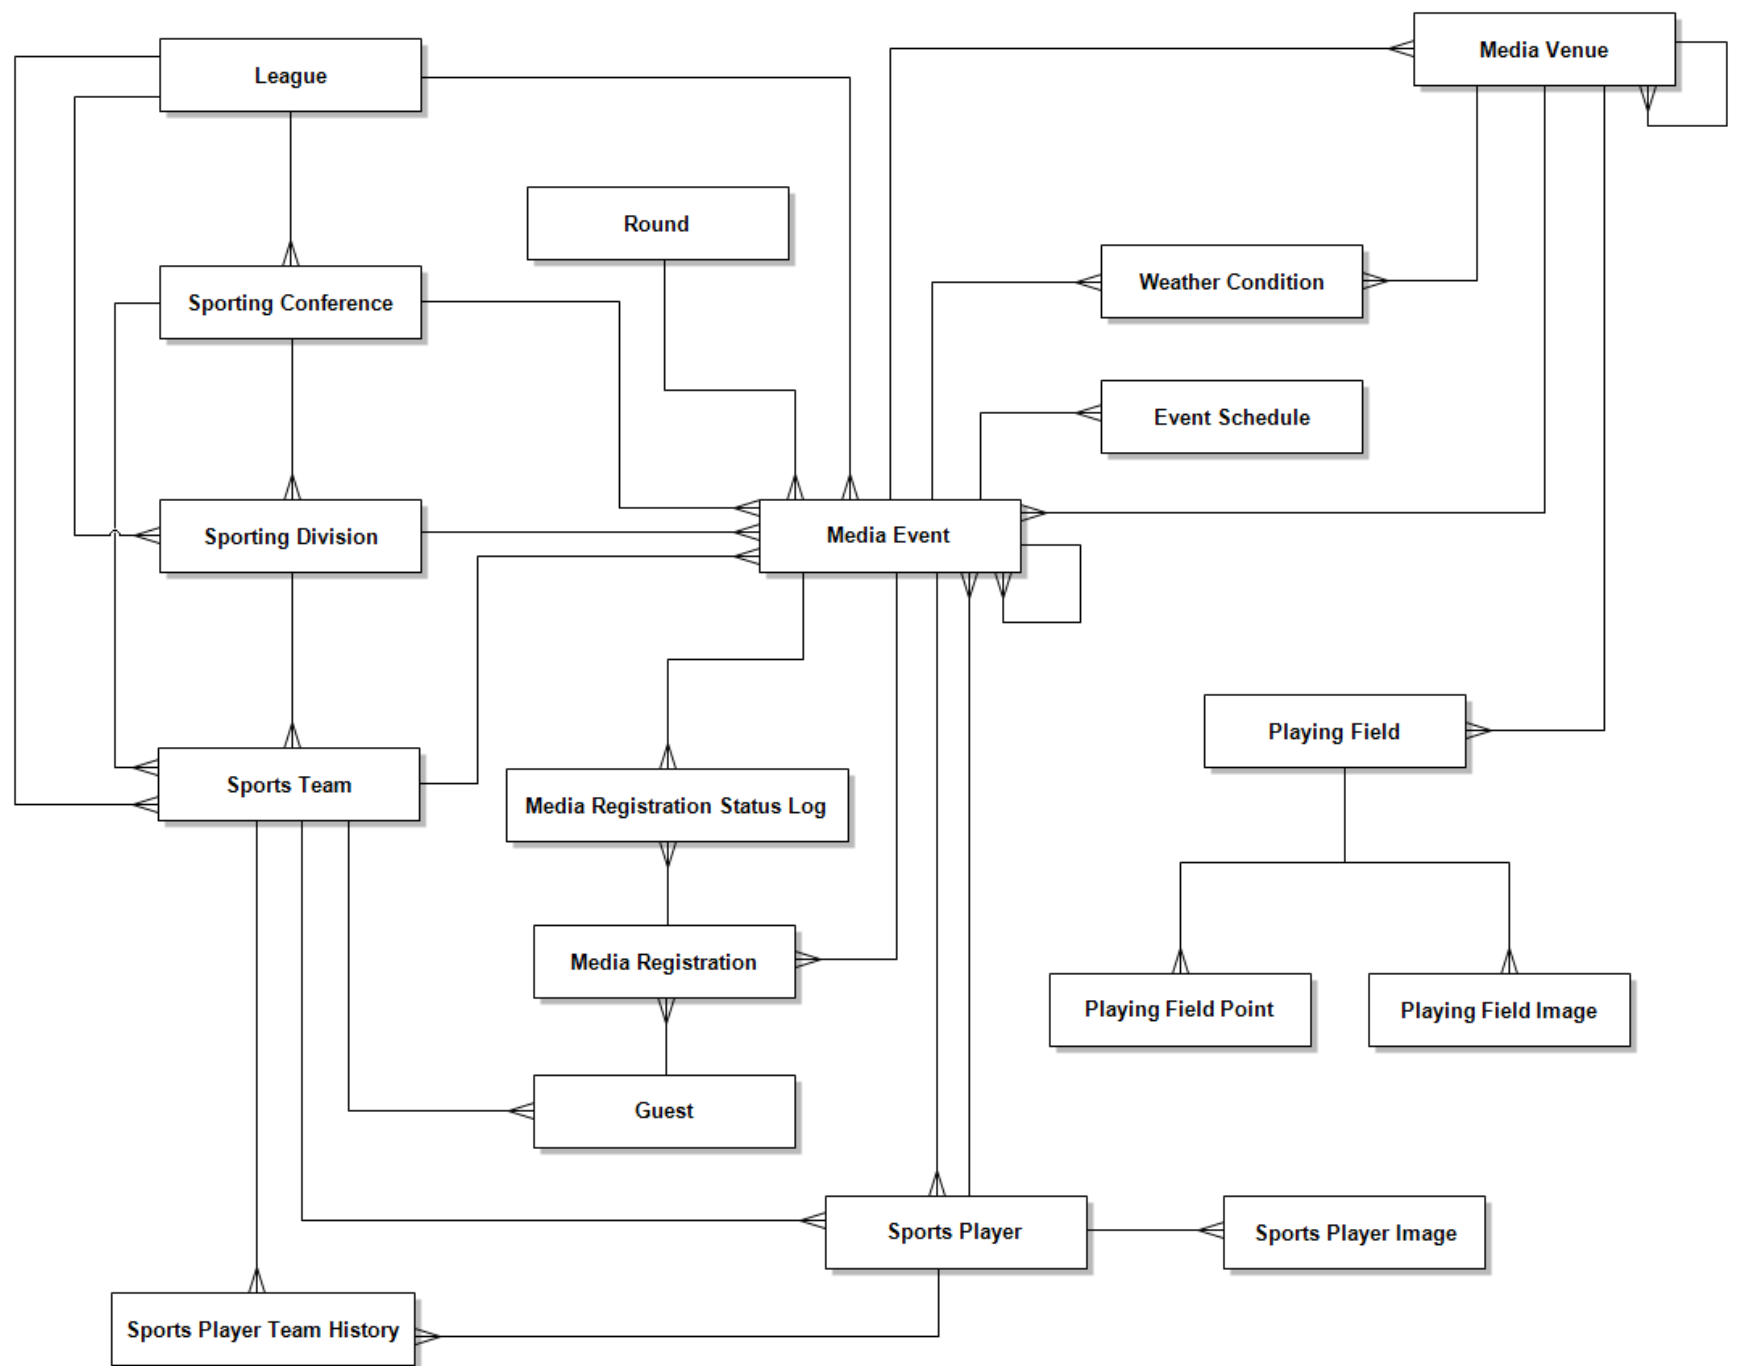 Media Venue
League
Round
Weather Condition
Sporting Conference
Event Schedule
Media Event
Sporting Division
Playing Field
Sports Team
Media Registration Status Log
Media Registration
Playing Field Point
Playing Field Image
Guest
Sports Player
Sports Player Image
Sports Player Team History